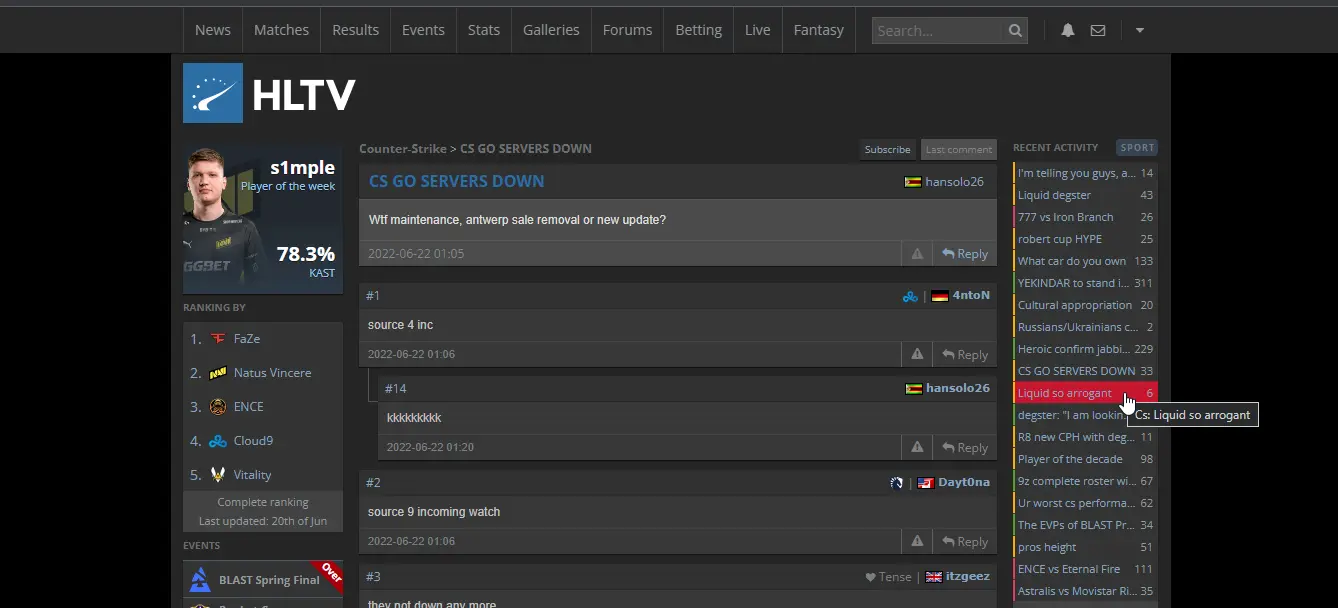 News Matches Results Events Stats Galleries Forums Betting Live Fantasy Search...
HLTV
s1mple
Player of the week
78.3%
KAST
GGBET
RANKING BY
1. FaZe
2. Natus Vincere
3. ENCE
4. Cloud9
5. Vitality
Complete ranking
Last updated: 20th of Jun
EVENTS
BLAST Spring Final
Over
Counter-Strike > CS GO SERVERS DOWN
Subscribe
Last comment
CS GO SERVERS DOWN
hansolo26
Wtf maintenance, antwerp sale removal or new update?
2022-06-22 01:05
Reply
#1
| 4ntoN
source 4 inc
2022-06-22 01:06
Reply
#14
hansolo26
kkkkkkkkk
2022-06-22 01:20
Reply
#2
| Dayt0na
source 9 incoming watch
2022-06-22 01:06
Reply
#3
Tense | itzgeez
they not down any more
RECENT ACTIVITY
SPORT
I'm telling you guys, a... 14
Liquid degster 43
777 vs Iron Branch 26
robert cup HYPE 25
What car do you own 133
YEKINDAR to stand i... 311
Cultural appropriation 20
Russians/Ukrainians c... 2
Heroic confirm jabbi... 229
CS GO SERVERS DOWN 33
Liquid so arrogant 6
Cs: Liquid so arrogant
degster: "I am lookin
R8 new CPH with deg... 11
Player of the decade 98
9z complete roster wi... 67
Ur worst cs performa... 62
The EVPs of BLAST Pr... 34
pros height 51
ENCE vs Eternal Fire 111
Astralis vs Movistar Ri... 35